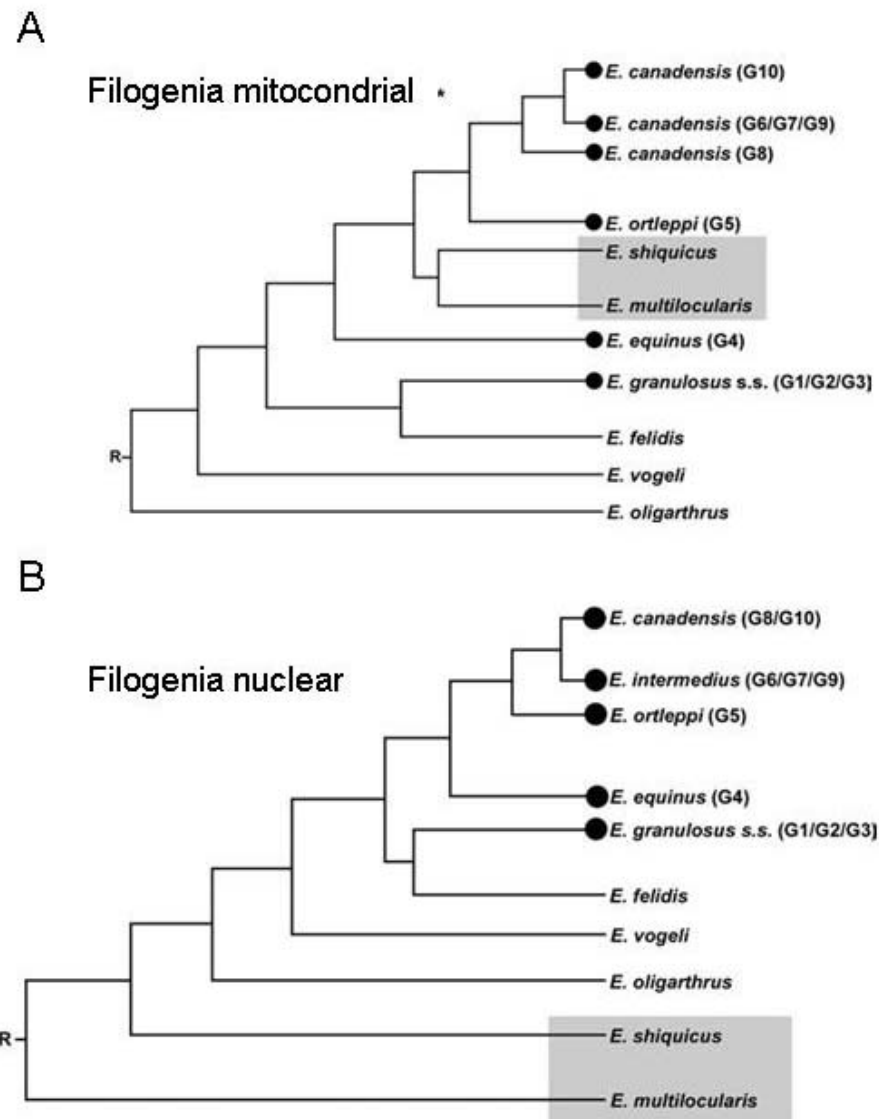 A
Filogenia mitocondrial *
E. canadensis (G10)
E. canadensis (G6/G7/G9)
E. canadensis (G8)
E. ortleppi (G5)
E. shiquicus
E. multilocularis
E. equinus (G4)
E. granulosus s.s. (G1/G2/G3)
E. felidis
R
E. vogeli
E. oligarthrus
B
Filogenia nuclear
E. canadensis (G8/G10)
E. intermedius (G6/G7/G9)
E. ortleppi (G5)
E. equinus (G4)
E. granulosus s.s. (G1/G2/G3)
E. felidis
E. vogeli
E. oligarthrus
E. shiquicus
R
E. multilocularis